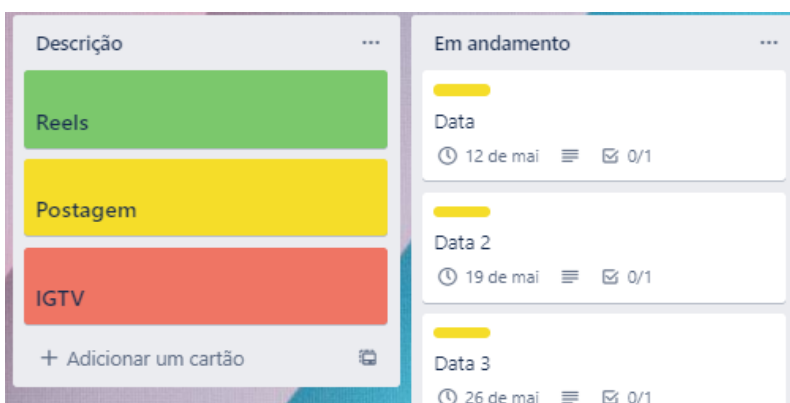 Descrição
Reels
Postagem
IGTV
+ Adicionar um cartão
Em andamento
Data
12 de mai 0/1
Data 2
19 de mai 0/1
Data 3
26 de mai 0/1